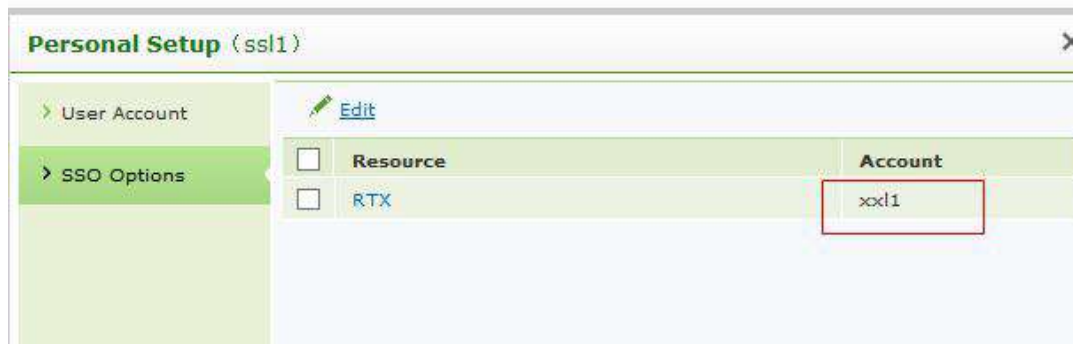 Personal Setup（ssl1）
User Account
SSO Options
Edit
Resource Account
RTX xxl1